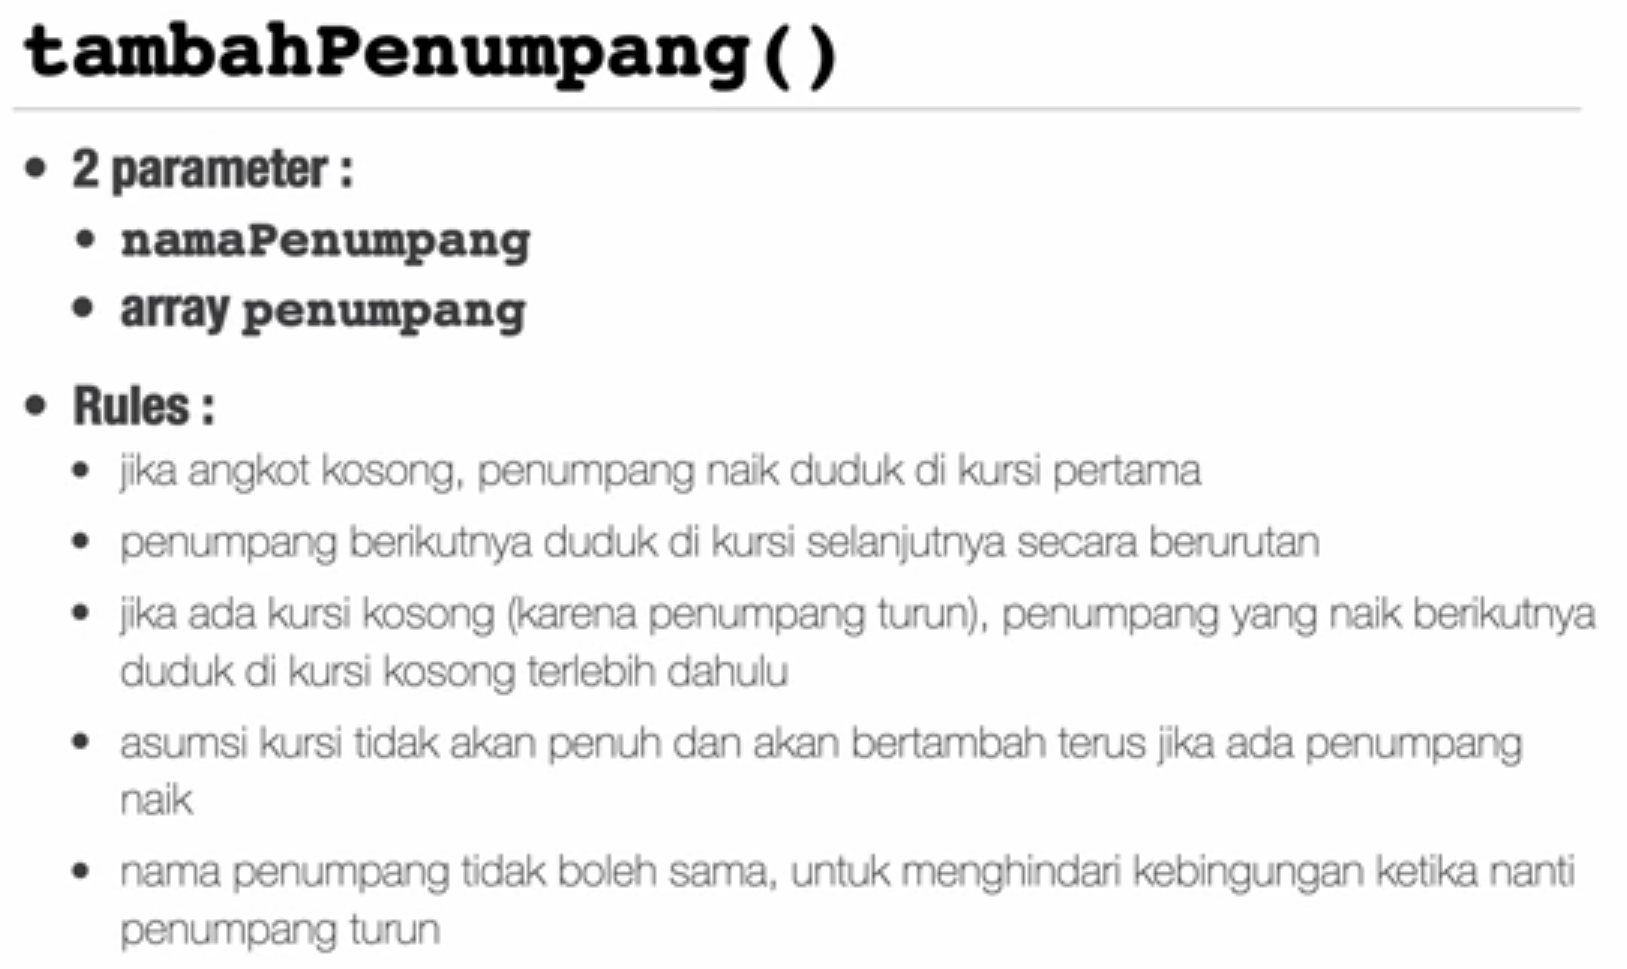 tambahPenumpang()
• 2 parameter :
• namaPenumpang
• array penumpang
• Rules :
• jika angkot kosong, penumpang naik duduk di kursi pertama
• penumpang berikutnya duduk di kursi selanjutnya secara berurutan
• jika ada kursi kosong (karena penumpang turun), penumpang yang naik berikutnya
duduk di kursi kosong terlebih dahulu
• asumsi kursi tidak akan penuh dan akan bertambah terus jika ada penumpang
naik
• nama penumpang tidak boleh sama, untuk menghindari kebingungan ketika nanti
penumpang turun